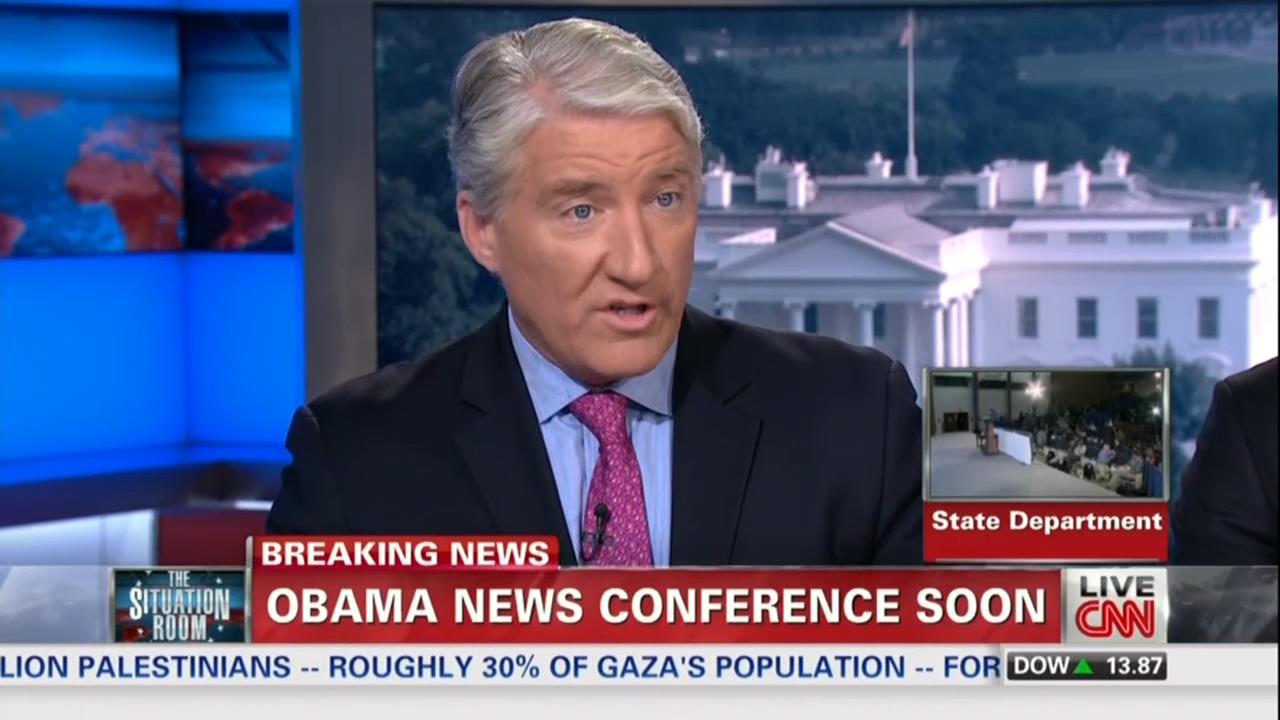 State Department
BREAKING NEWS
THE
SITUATION
ROOM
OBAMA NEWS CONFERENCE SOON
LIVE
CNN
LION PALESTINIANS -- ROUGHLY 30% OF GAZA'S POPULATION -- FOR
DOW 13.87